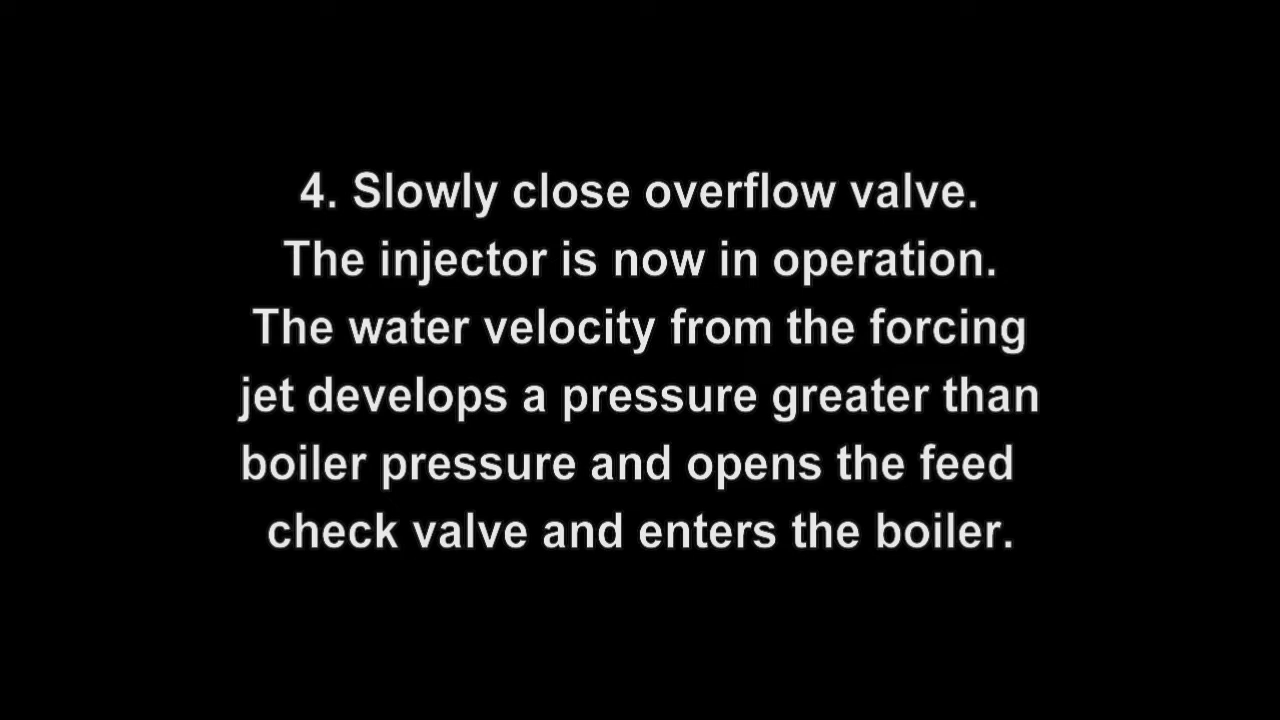 4. Slowly close overflow valve.
The injector is now in operation.
The water velocity from the forcing
jet develops a pressure greater than
boiler pressure and opens the feed
check valve and enters the boiler.